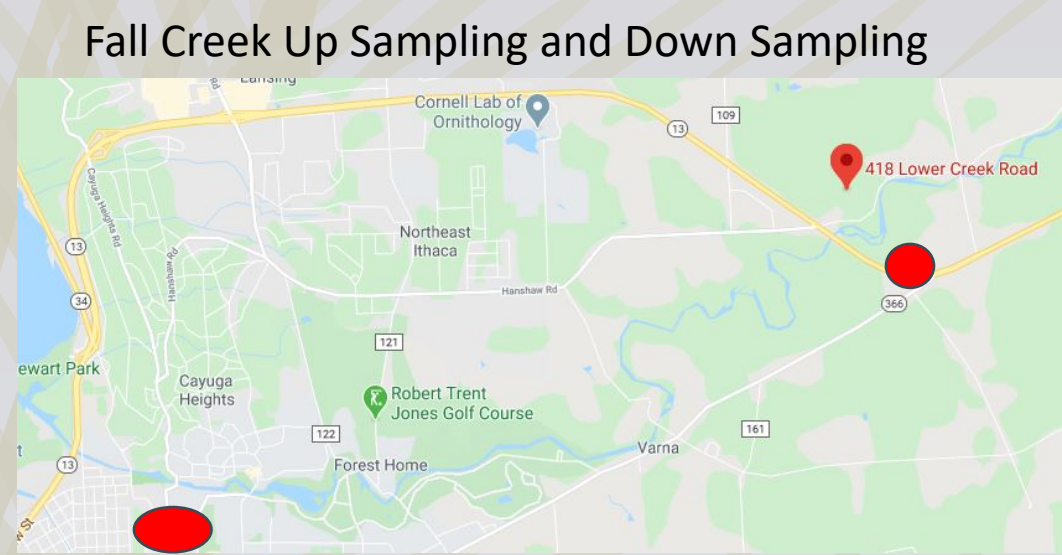 Fall Creek Up Sampling and Down Sampling
Lansing
Rd
Cornell Lab of
Ornithology
109
13
418 Lower Creek Road
Cayuga Heights Rd
Hanshaw Rd
Northeast
Ithaca
13
34
Hanshaw Rd
366
121
ewart Park
Cayuga
Heights
Robert Trent
Jones Golf Course
122
161
Varna
Forest Home
13
t
w St